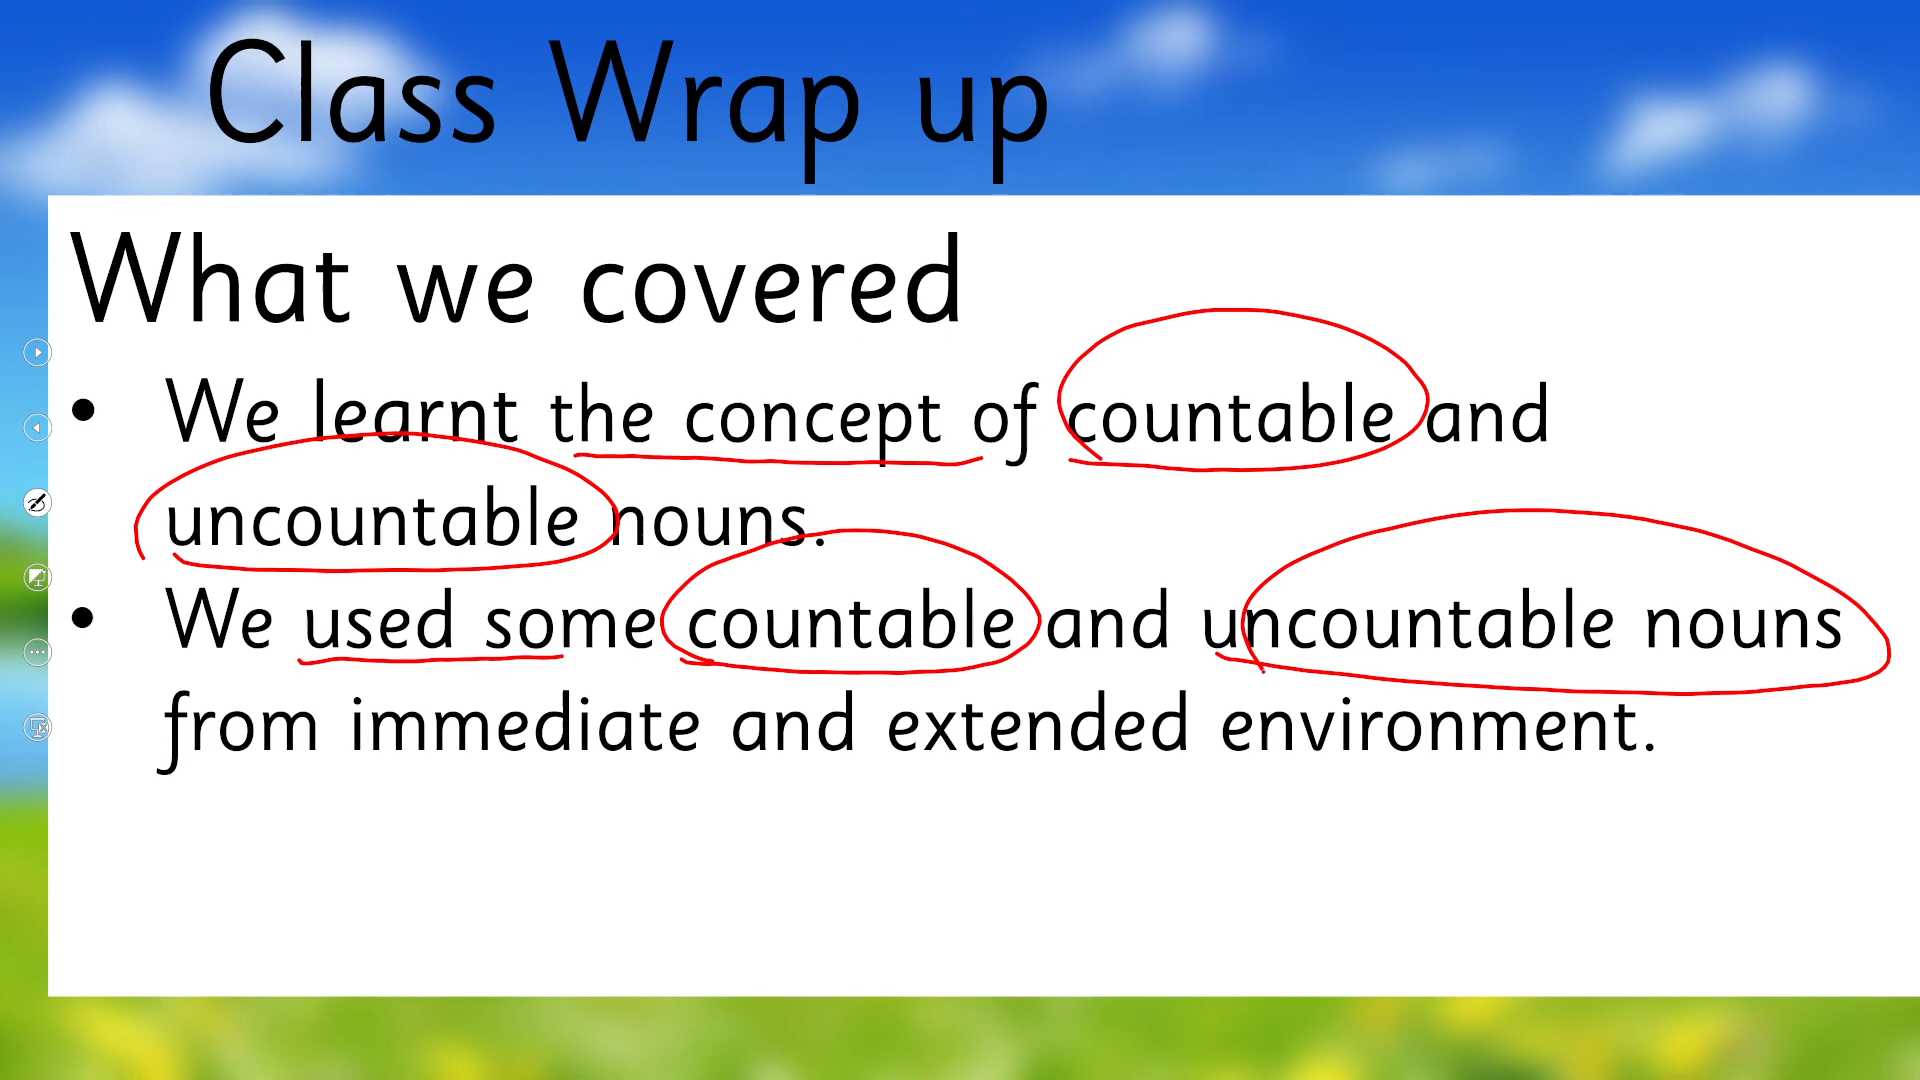 Class Wrap up
What we covered
• We learnt the concept of countable and
uncountable nouns.
• We used some countable and uncountable nouns
from immediate and extended environment.